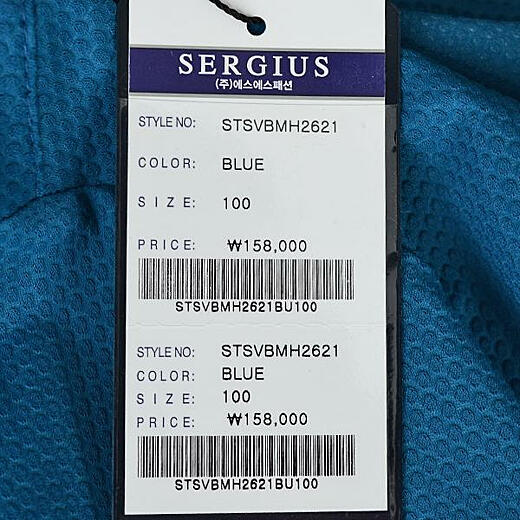 SERGIUS
(주)에스에스패션
STYLE NO: STSVBMH2621
COLOR: BLUE
SIZE: 100
PRICE: ₩158,000
STSVBMH2621BU100
STYLE NO: STSVBMH2621
COLOR: BLUE
SIZE: 100
PRICE: ₩158,000
STSVBMH2621BU100